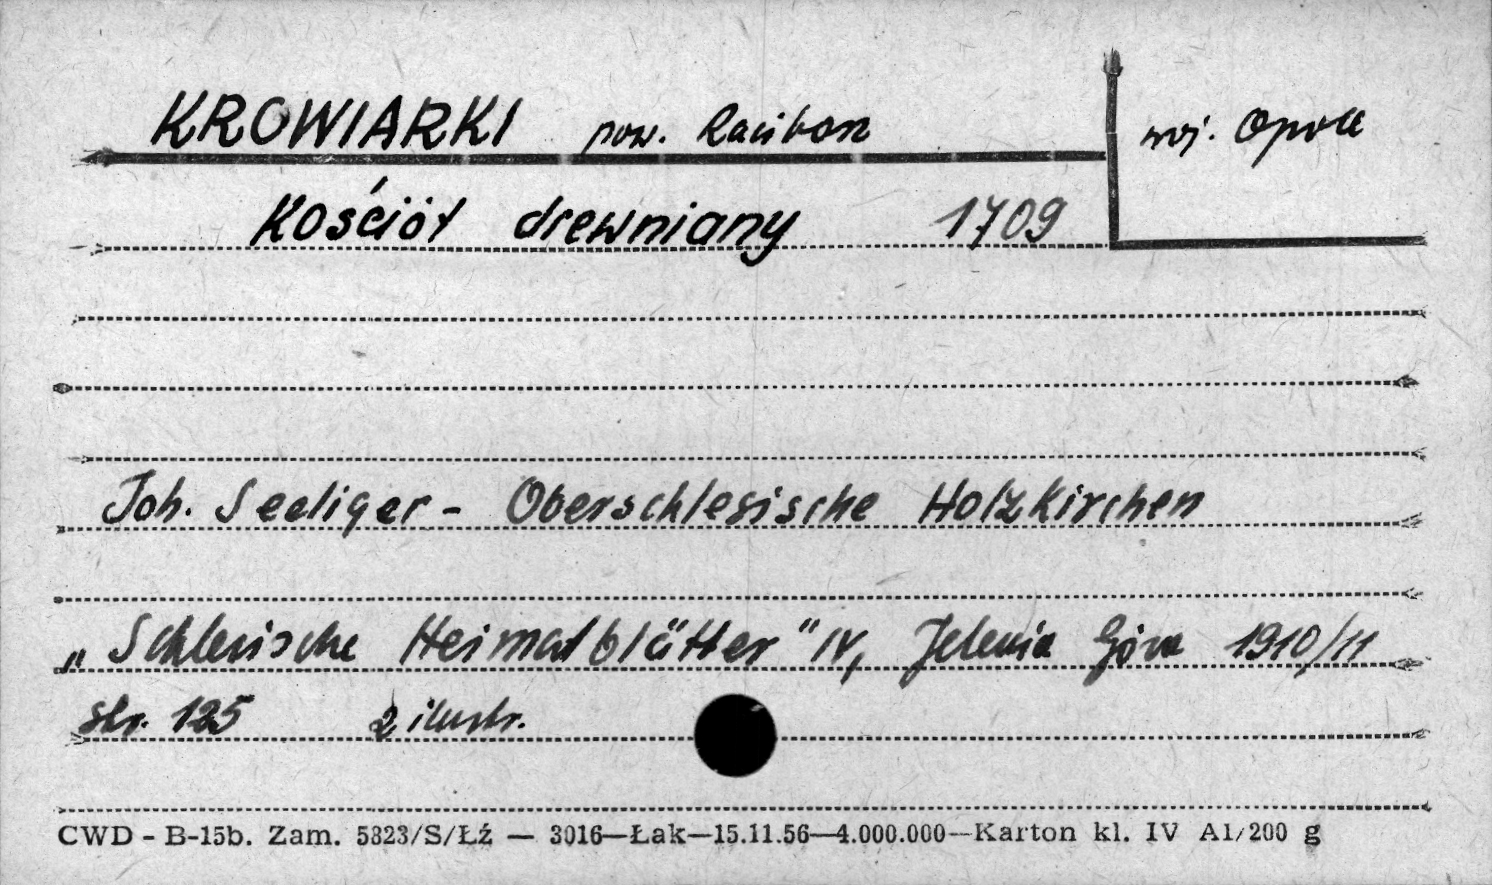 KROWIARKI pow. Racibórz woj. Opole
Kościół drewniany 1709
Joh. Seeliger - Oberschlesische Holzkirchen
„Schlesische Heimatblätter" IV, Jelenia Góra 1910/11
str. 125 2 ilustr.
CWD - B-15b. Zam. 5823/S/Łź — 3016—Łak—15.11.56—4.000.000—Karton kl. IV A1/200 g